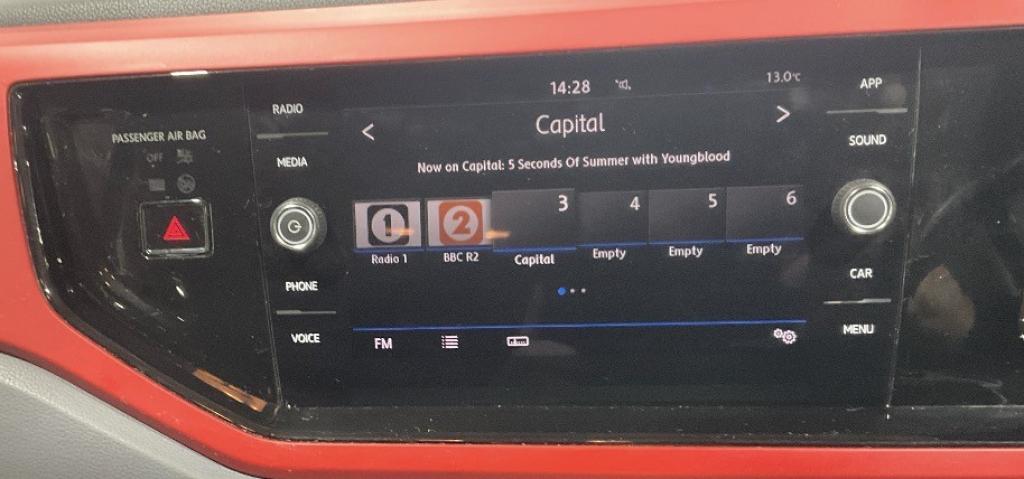 14:28
13.0°C
APP
RADIO
Capital
PASSENGER AIR BAG
SOUND
OFF
MEDIA
Now on Capital: 5 Seconds Of Summer with Youngblood
1
2
3
4
5
6
Radio 1
BBC R2
Capital
Empty
Empty
Empty
PHONE
CAR
VOICE
FM
MENU